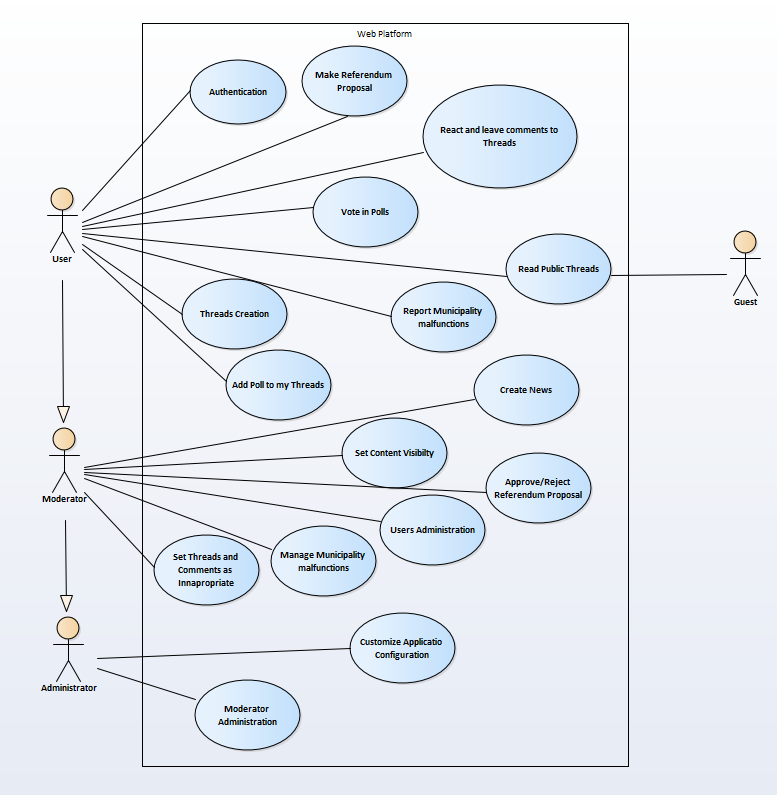 Web Platform
Authentication
Make Referendum
Proposal
React and leave comments to
Threads
Vote in Polls
User
Read Public Threads
Guest
Threads Creation
Report Municipality
malfunctions
Add Poll to my Threads
Create News
Set Content Visibilty
Moderator
Approve/Reject
Referendum Proposal
Users Administration
Set Threads and
Comments as
Innapropriate
Manage Municipality
malfunctions
Administrator
Customize Applicatio
Configuration
Moderator
Administration